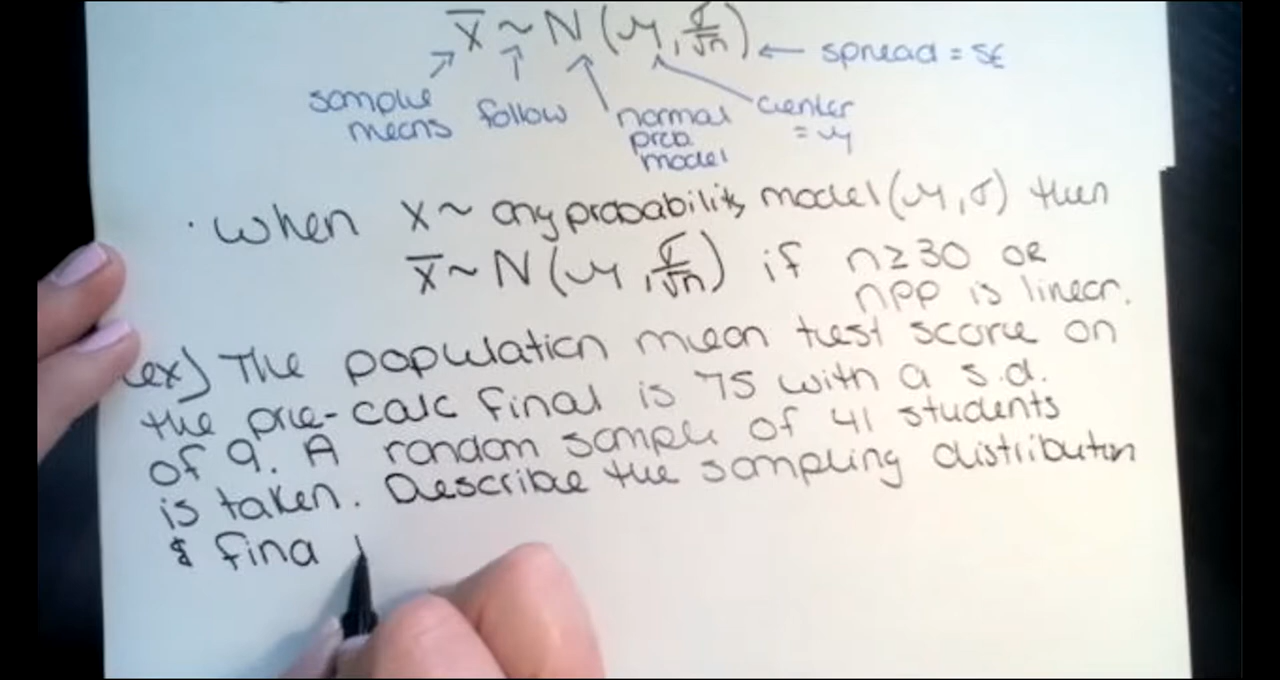 X̄ ~ N (μ, σ/√n) ← spread = SE
sample means follow normal prob model center = μ
· when X ~ any probability model (μ, σ) then
X̄ ~ N (μ, σ/√n) if n ≥ 30 OR
npp is linear.
ex) The population mean test score on
the pre-calc final is 75 with a s.d.
of 9. A random sample of 41 students
is taken. Describe the sampling distribution
& find